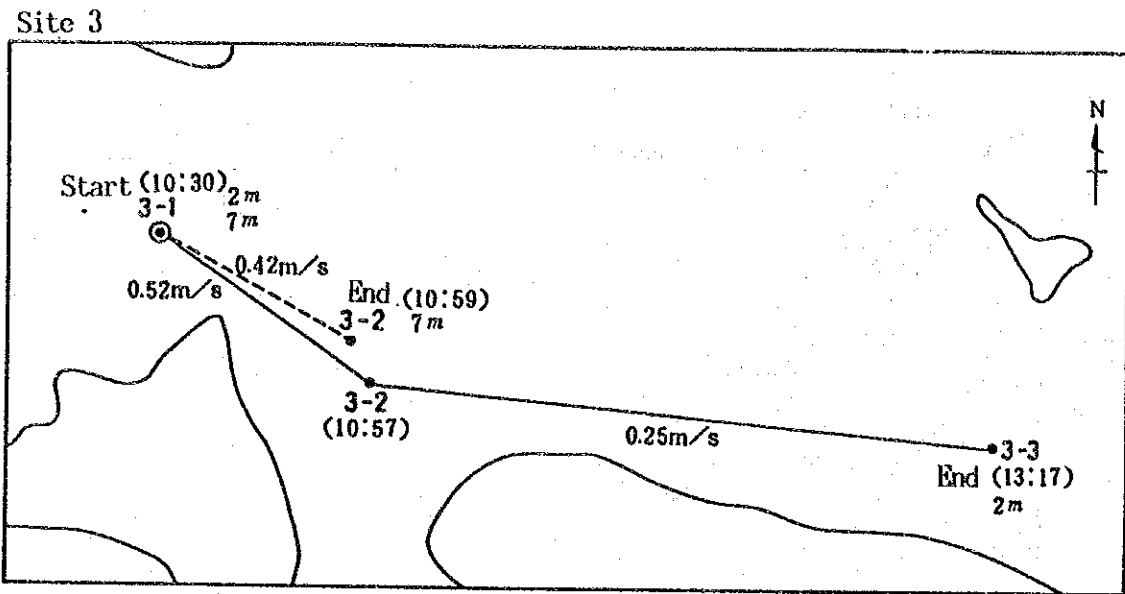 Site 3
N
Start (10:30) 2m
3-1 7m
0.42m/s
0.52m/s
End (10:59)
3-2 7m
3-2
(10:57)
0.25m/s
3-3
End (13:17)
2m